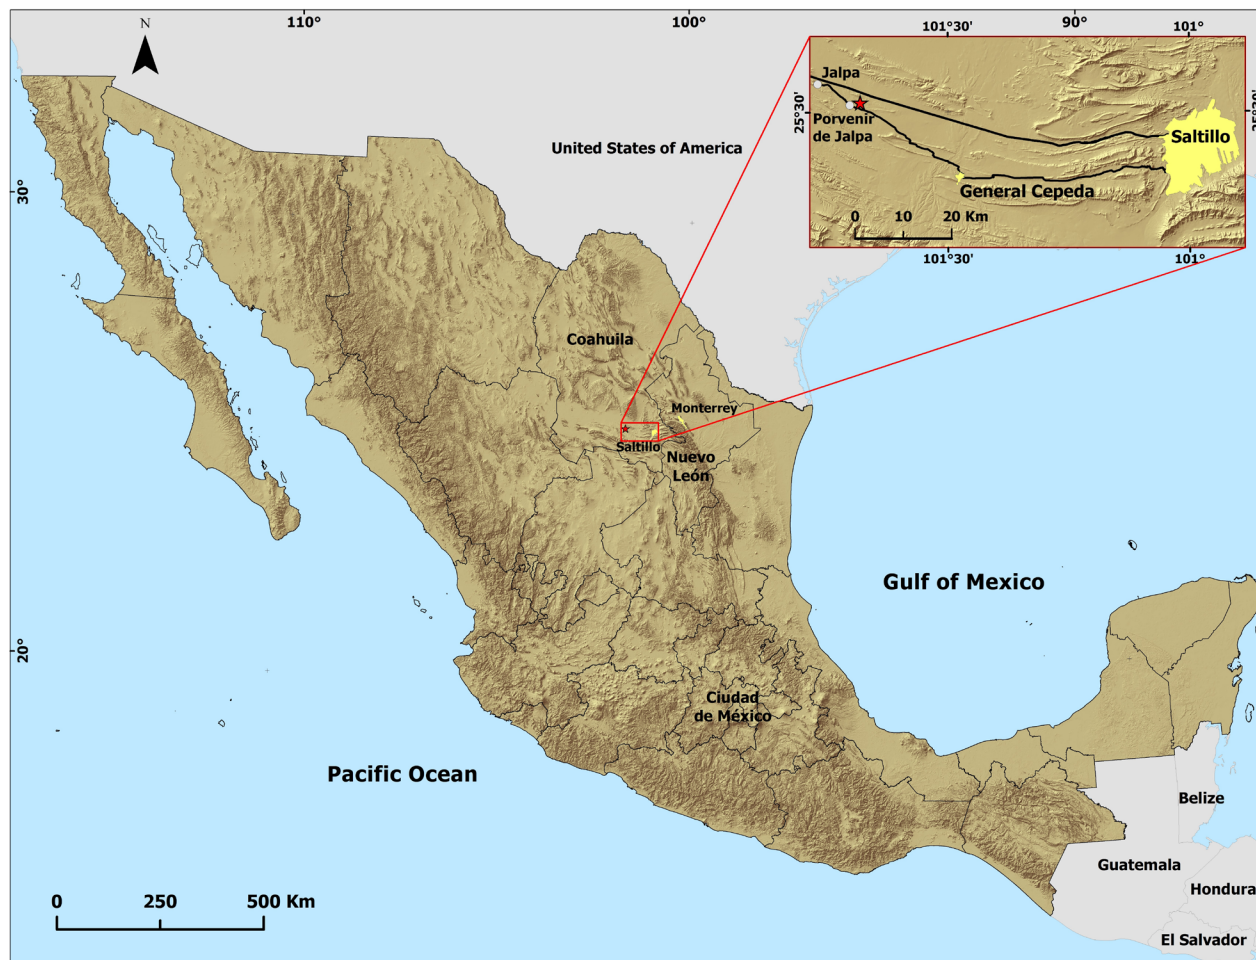 110°
100°
90°
N
101°30'
101°
Jalpa
25°30'
Porvenir
de Jalpa
Saltillo
General Cepeda
0 10 20 Km
101°30'
101°
United States of America
30°
Coahuila
Monterrey
Saltillo
Nuevo
León
Gulf of Mexico
20°
Ciudad
de México
Pacific Ocean
Belize
Guatemala
Hondura
El Salvador
0 250 500 Km